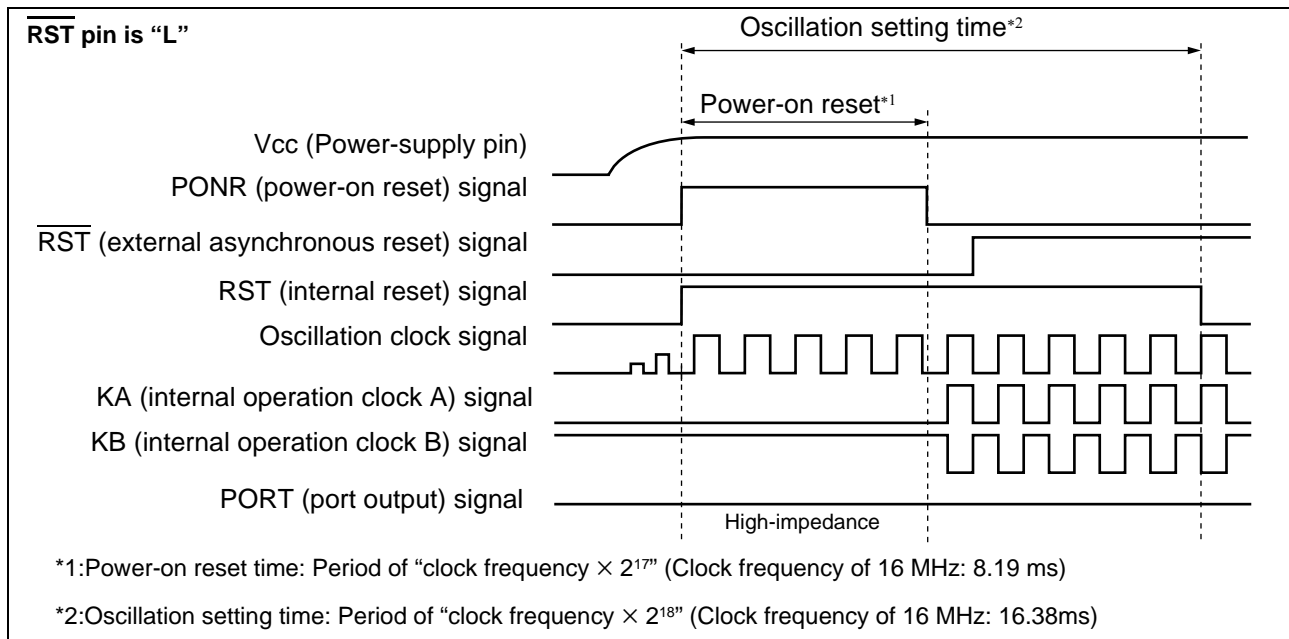 RST pin is “L”
Oscillation setting time*2
Power-on reset*1
Vcc (Power-supply pin)
PONR (power-on reset) signal
RST (external asynchronous reset) signal
RST (internal reset) signal
Oscillation clock signal
KA (internal operation clock A) signal
KB (internal operation clock B) signal
PORT (port output) signal
High-impedance
*1:Power-on reset time: Period of “clock frequency × 2¹⁷” (Clock frequency of 16 MHz: 8.19 ms)
*2:Oscillation setting time: Period of “clock frequency × 2¹⁸” (Clock frequency of 16 MHz: 16.38ms)